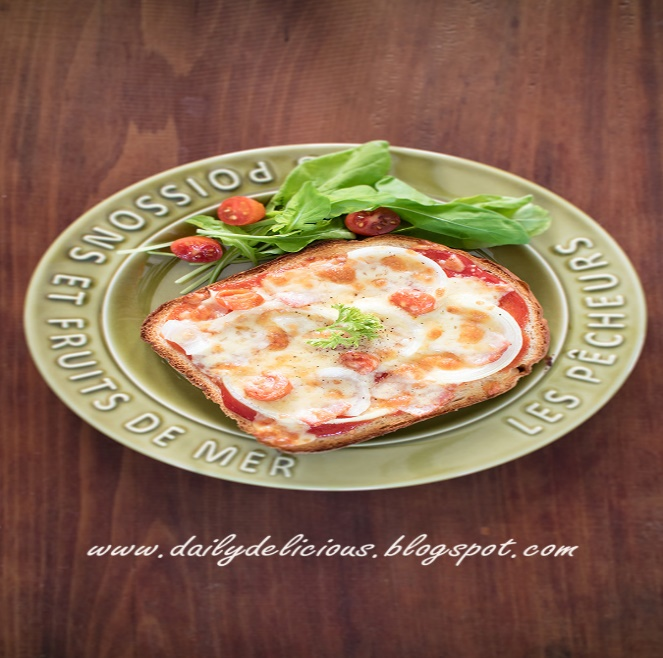 POISSONS ET FRUITS DE MER
LES PÊCHEURS
www.dailydelicious.blogspot.com